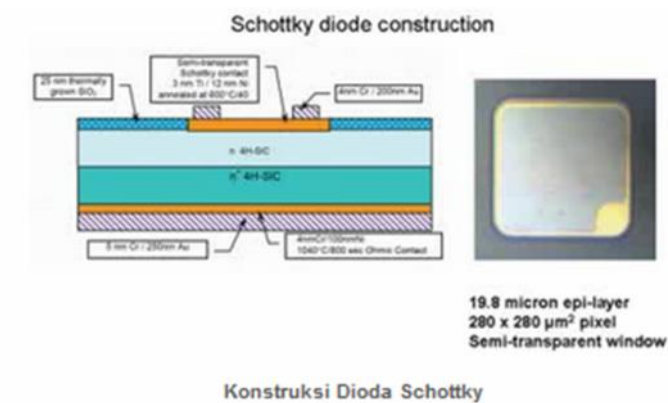 Schottky diode construction
Semi-transparent
Schottky contact
3 nm Ti / 12 nm Ni
annealed at 600°C/40
25 nm thermally
grown SiO₂
4nm Cr / 200nm Au
n 4H-SiC
n⁺ 4H-SiC
5 nm Cr / 250nm Au
4nmCr/100nmNi
1040°C/600 sec Ohmic Contact
19.8 micron epi-layer
280 x 280 µm² pixel
Semi-transparent window
Konstruksi Dioda Schottky